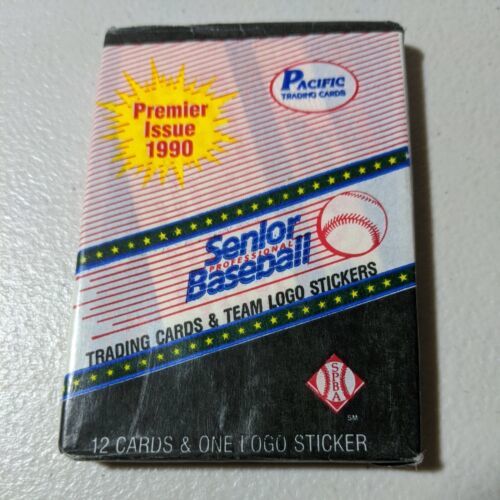 Premier
Issue
1990
PACIFIC
TRADING CARDS
Senior
PROFESSIONAL
Baseball
TRADING CARDS & TEAM LOGO STICKERS
SPBA
SM
12 CARDS & ONE LOGO STICKER